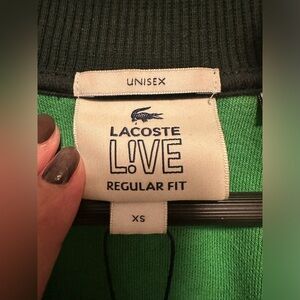 UNISEX
LACOSTE
L!VE
REGULAR FIT
XS